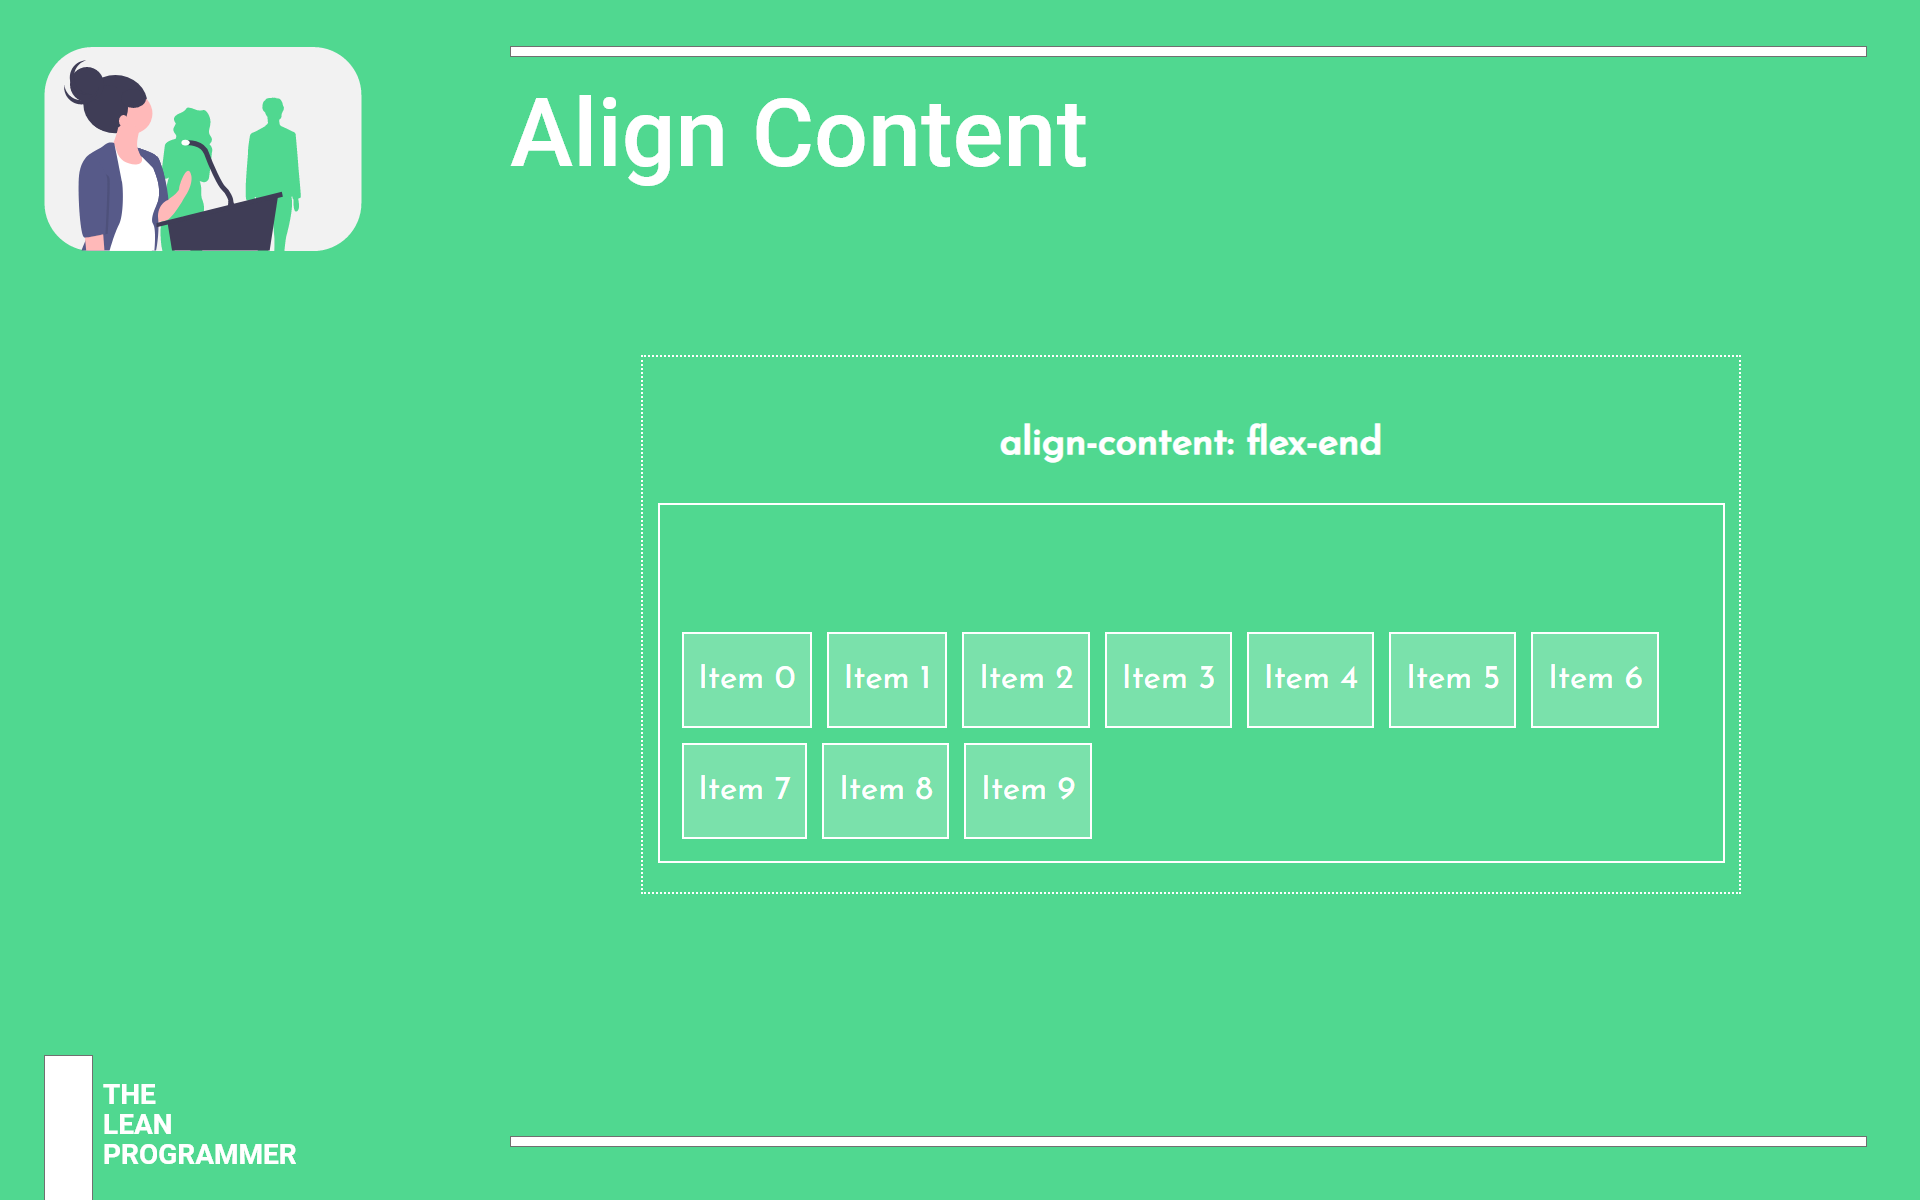 Align Content
align-content: flex-end
Item 0 Item 1 Item 2 Item 3 Item 4 Item 5 Item 6
Item 7 Item 8 Item 9
THE
LEAN
PROGRAMMER